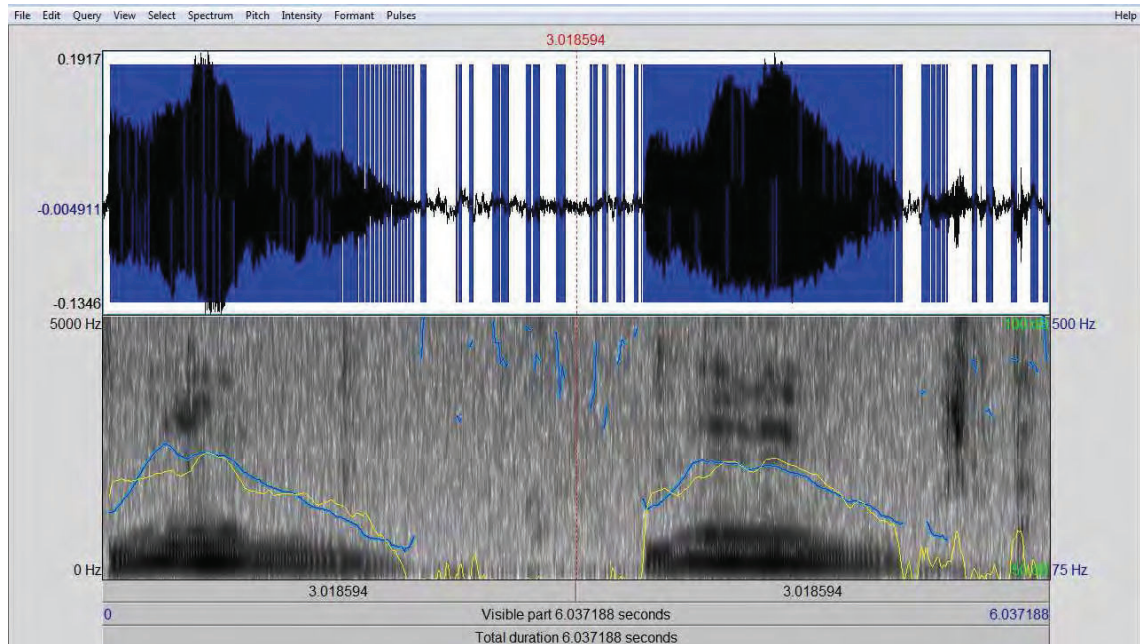 File Edit Query View Select Spectrum Pitch Intensity Formant Pulses Help
3.018594
0.1917
-0.004911
-0.1346
5000 Hz
100 dB 500 Hz
0 Hz
75 Hz
3.018594 3.018594
0 Visible part 6.037188 seconds 6.037188
Total duration 6.037188 seconds